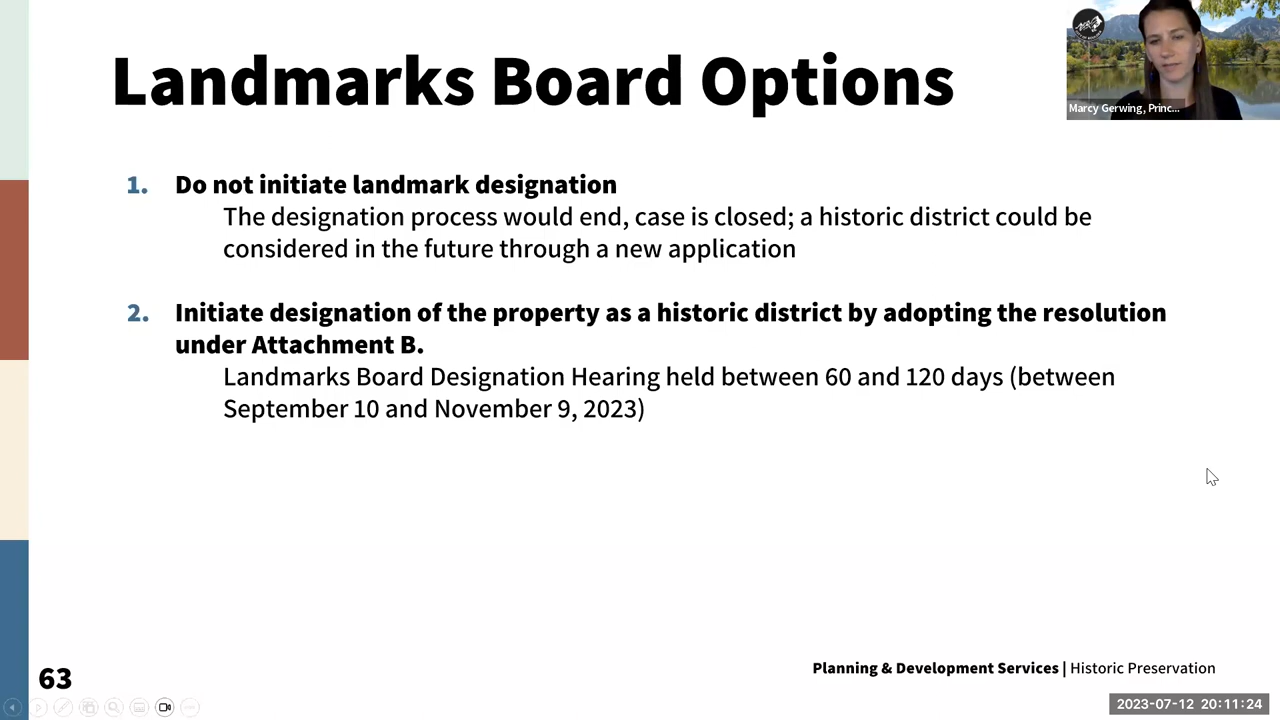 Landmarks Board Options
Marcy Gerwing, Princ...
1. Do not initiate landmark designation
The designation process would end, case is closed; a historic district could be
considered in the future through a new application
2. Initiate designation of the property as a historic district by adopting the resolution
under Attachment B.
Landmarks Board Designation Hearing held between 60 and 120 days (between
September 10 and November 9, 2023)
63
Planning & Development Services | Historic Preservation
2023-07-12 20:11:24